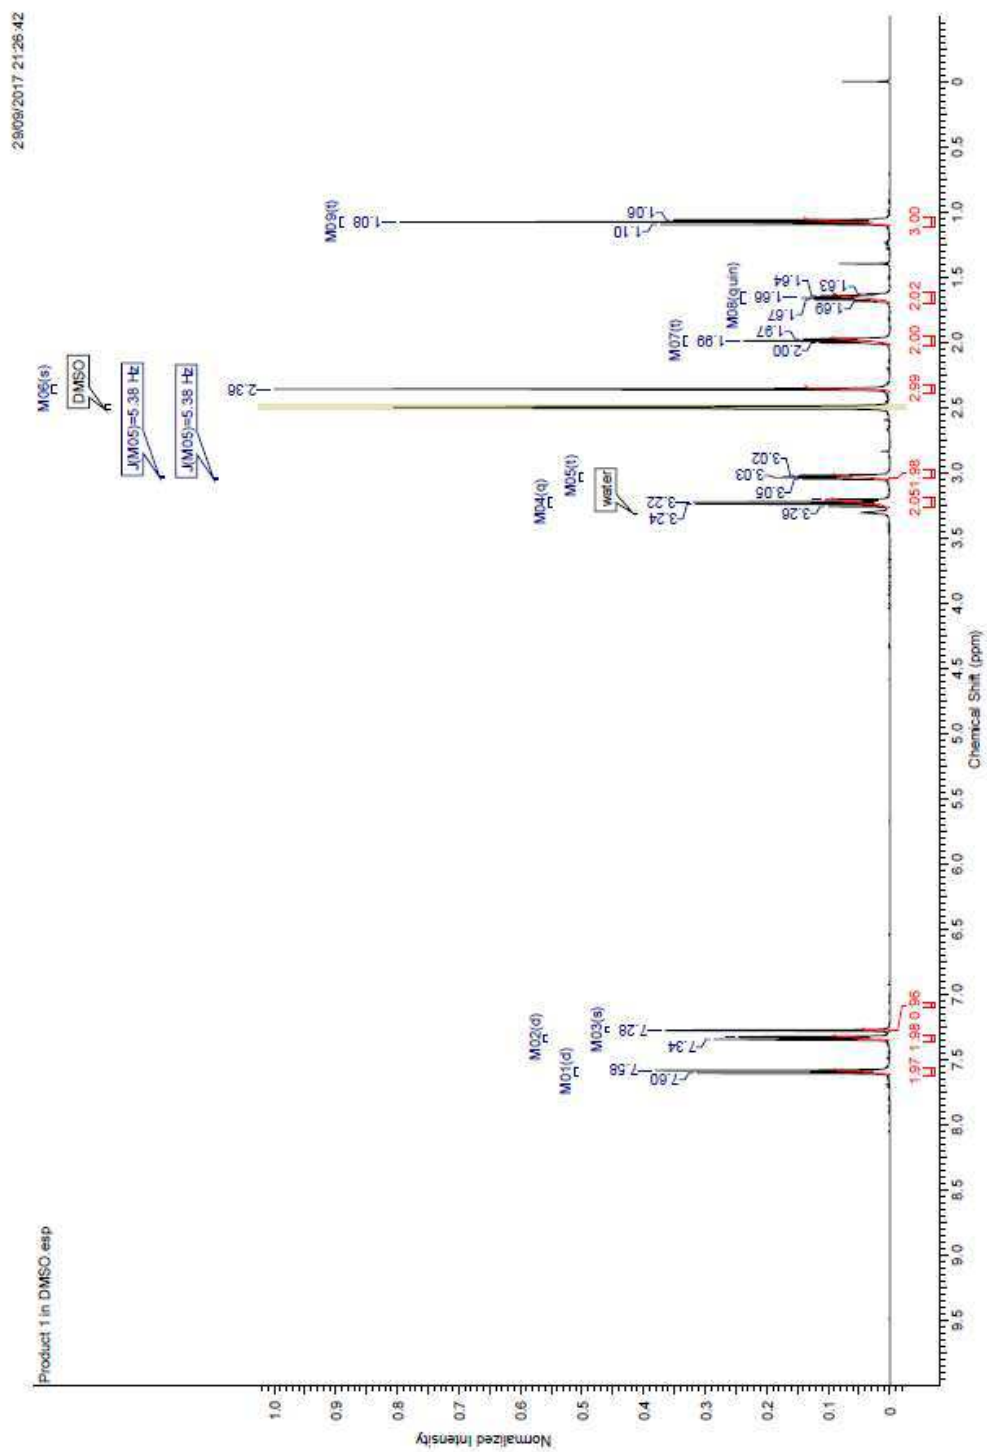 29/09/2017 21:26:42
Product 1 in DMSO.esp
M06(s)
DMSO
J(M05)=5.38 Hz
J(M05)=5.38 Hz
M09(t)
M04(q)
M05(t)
M07(t)
M08(quin)
M02(d)
M01(d)
M03(s)
water
7.60
7.58
7.34
7.28
3.26
3.24
3.22
3.05
3.03
3.02
2.36
2.00
1.99
1.97
1.69
1.67
1.66
1.64
1.63
1.10
1.08
1.06
1.97 1.98 0.96
2.05 1.98
2.99
2.00
2.02
3.00
Normalized Intensity
1.0
0.9
0.8
0.7
0.6
0.5
0.4
0.3
0.2
0.1
0
9.5 9.0 8.5 8.0 7.5 7.0 6.5 6.0 5.5 5.0 4.5 4.0 3.5 3.0 2.5 2.0 1.5 1.0 0.5 0
Chemical Shift (ppm)